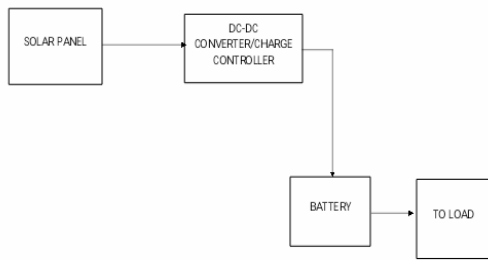 SOLAR PANEL
DC-DC
CONVERTER/CHARGE
CONTROLLER
BATTERY
TO LOAD